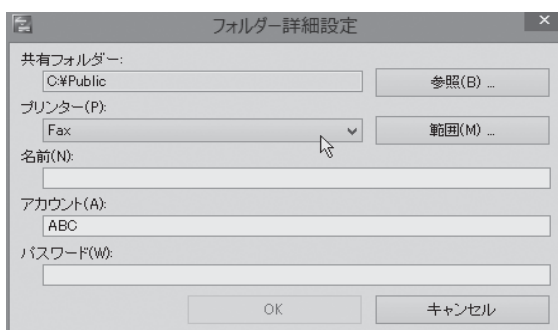 フォルダー詳細設定
共有フォルダー:
C:¥Public
参照(B) ...
プリンター(P):
Fax
範囲(M) ...
名前(N):
アカウント(A):
ABC
パスワード(W):
OK
キャンセル